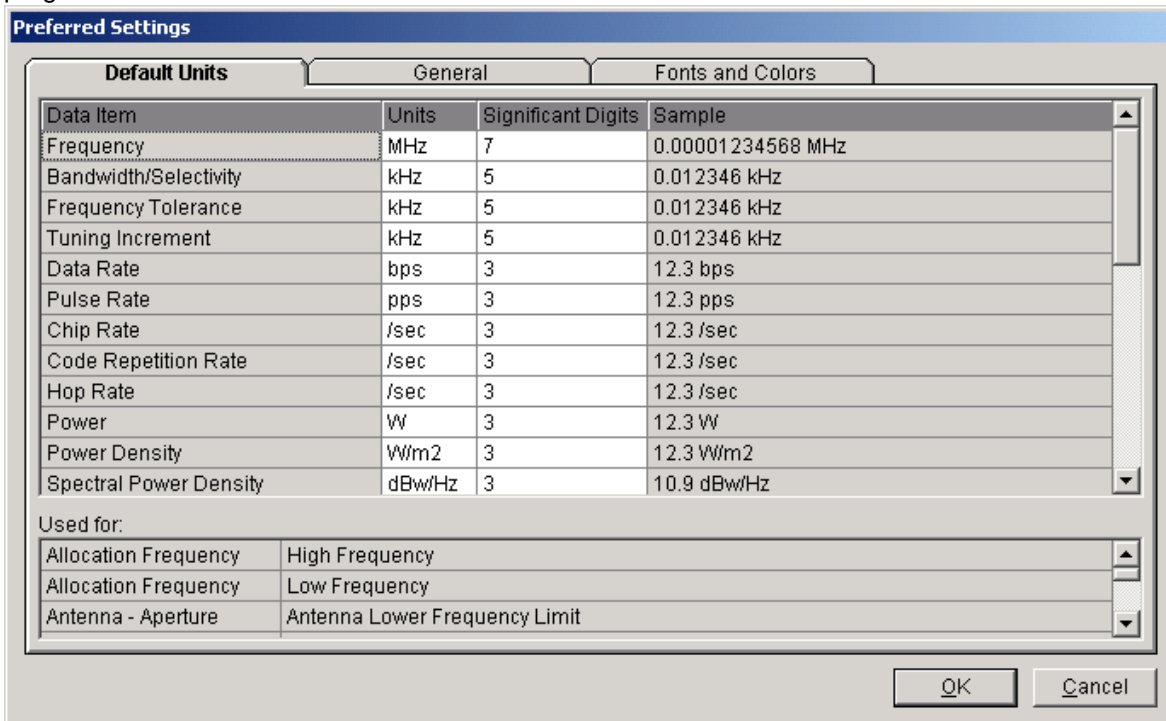 Preferred Settings
Default Units General Fonts and Colors
Data Item Units Significant Digits Sample
Frequency MHz 7 0.00001234568 MHz
Bandwidth/Selectivity kHz 5 0.012346 kHz
Frequency Tolerance kHz 5 0.012346 kHz
Tuning Increment kHz 5 0.012346 kHz
Data Rate bps 3 12.3 bps
Pulse Rate pps 3 12.3 pps
Chip Rate /sec 3 12.3 /sec
Code Repetition Rate /sec 3 12.3 /sec
Hop Rate /sec 3 12.3 /sec
Power W 3 12.3 W
Power Density W/m2 3 12.3 W/m2
Spectral Power Density dBw/Hz 3 10.9 dBw/Hz
Used for:
Allocation Frequency High Frequency
Allocation Frequency Low Frequency
Antenna - Aperture Antenna Lower Frequency Limit
OK Cancel